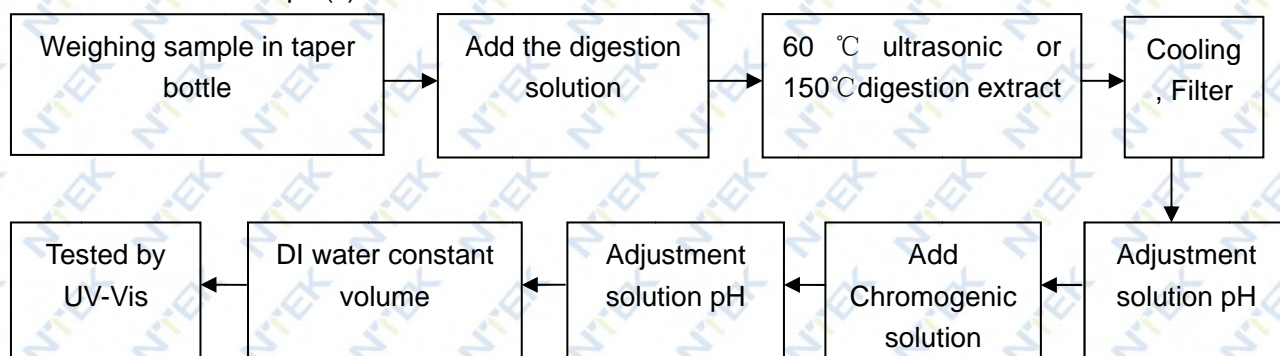 Weighing sample in taper
bottle
Add the digestion
solution
60 ℃ ultrasonic or
150℃digestion extract
Cooling
, Filter
Adjustment
solution pH
Add
Chromogenic
solution
Adjustment
solution pH
DI water constant
volume
Tested by
UV-Vis
NTEK